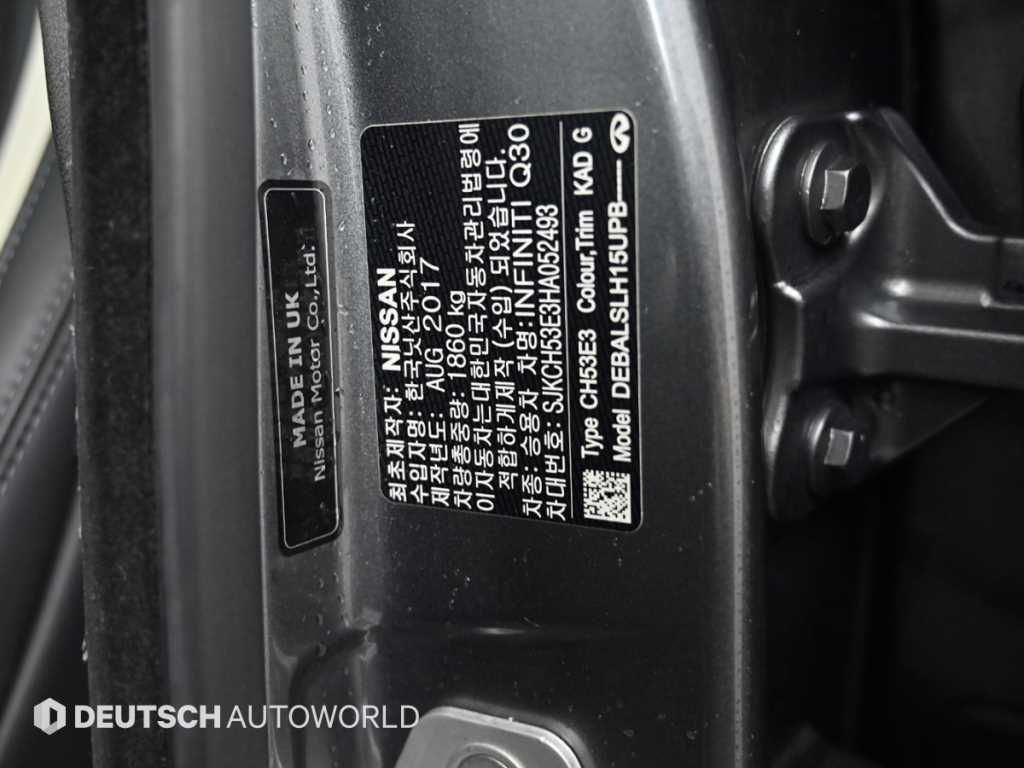 MADE IN UK
Nissan Motor Co.,Ltd.
최초제작자: NISSAN
수입자명: 한국닛산주식회사
제작년도: AUG 2017
차량총중량: 1860 kg
이자동차는대한민국자동차관리법령에
적합하게제작 (수입) 되었습니다.
차종: 승용차 차명:INFINITI Q30
차대번호: SJKCH53E3HA052493
Type CH53E3 Colour,Trim KAD G
Model DEBALSLH15UPB------
DEUTSCH AUTOWORLD